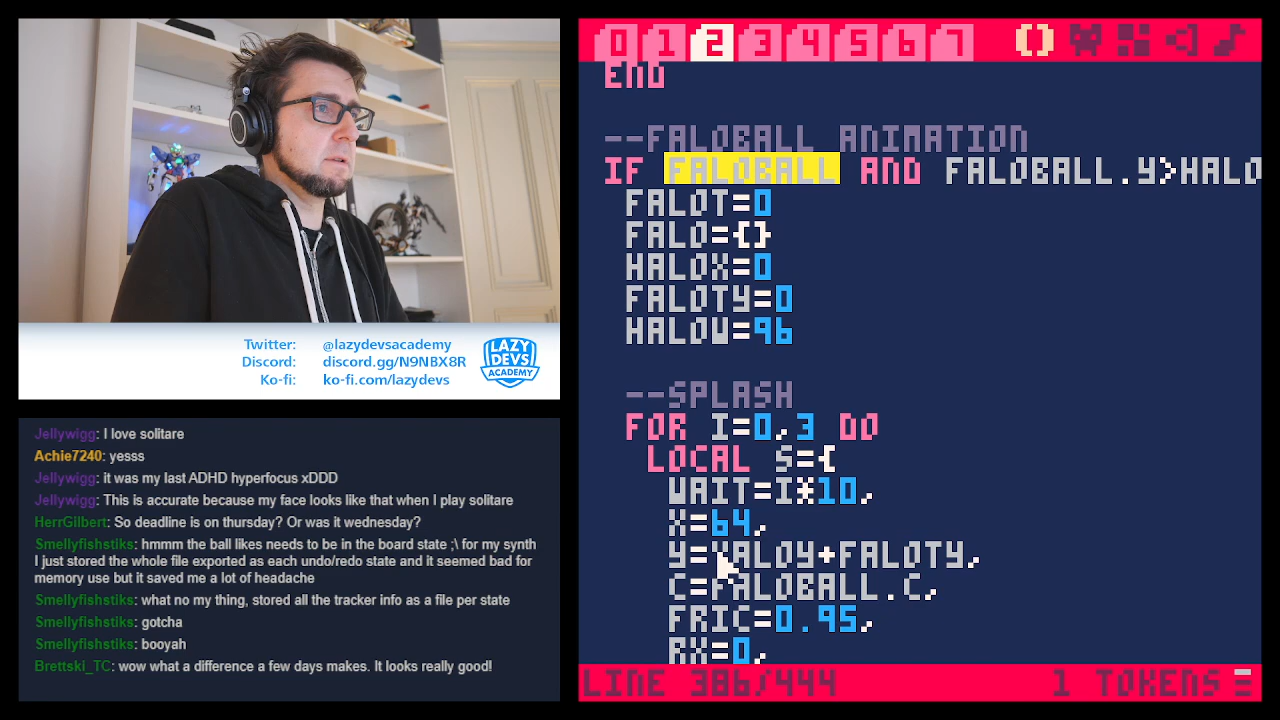 Twitter: @lazydevsacademy
Discord: discord.gg/N9NBX8R
Ko-fi: ko-fi.com/lazydevs
LAZY
DEVS
ACADEMY
Jellywigg: I love solitare
Achie7240: yesss
Jellywigg: it was my last ADHD hyperfocus xDDD
Jellywigg: This is accurate because my face looks like that when I play solitare
HerrGilbert: So deadline is on thursday? Or was it wednesday?
Smellyfishstiks: hmmm the ball likes needs to be in the board state ;\ for my synth
I just stored the whole file exported as each undo/redo state and it seemed bad for
memory use but it saved me a lot of headache
Smellyfishstiks: what no my thing, stored all the tracker info as a file per state
Smellyfishstiks: gotcha
Smellyfishstiks: booyah
Brettski_TC: wow what a difference a few days makes. It looks really good!
0 1 2 3 4 5 6 7 ()
END
--FALOBALL ANIMATION
IF FALOBALL AND FALOBALL.Y>HALO
FALOT=0
FALO={}
HALOX=0
FALOTY=0
HALOW=96
--SPLASH
FOR I=0,3 DO
LOCAL S={
WAIT=I*10,
X=64,
Y=HALOY+FALOTY,
C=FALOBALL.C,
FRIC=0.95,
RX=0,
LINE 386/444 1 TOKENS